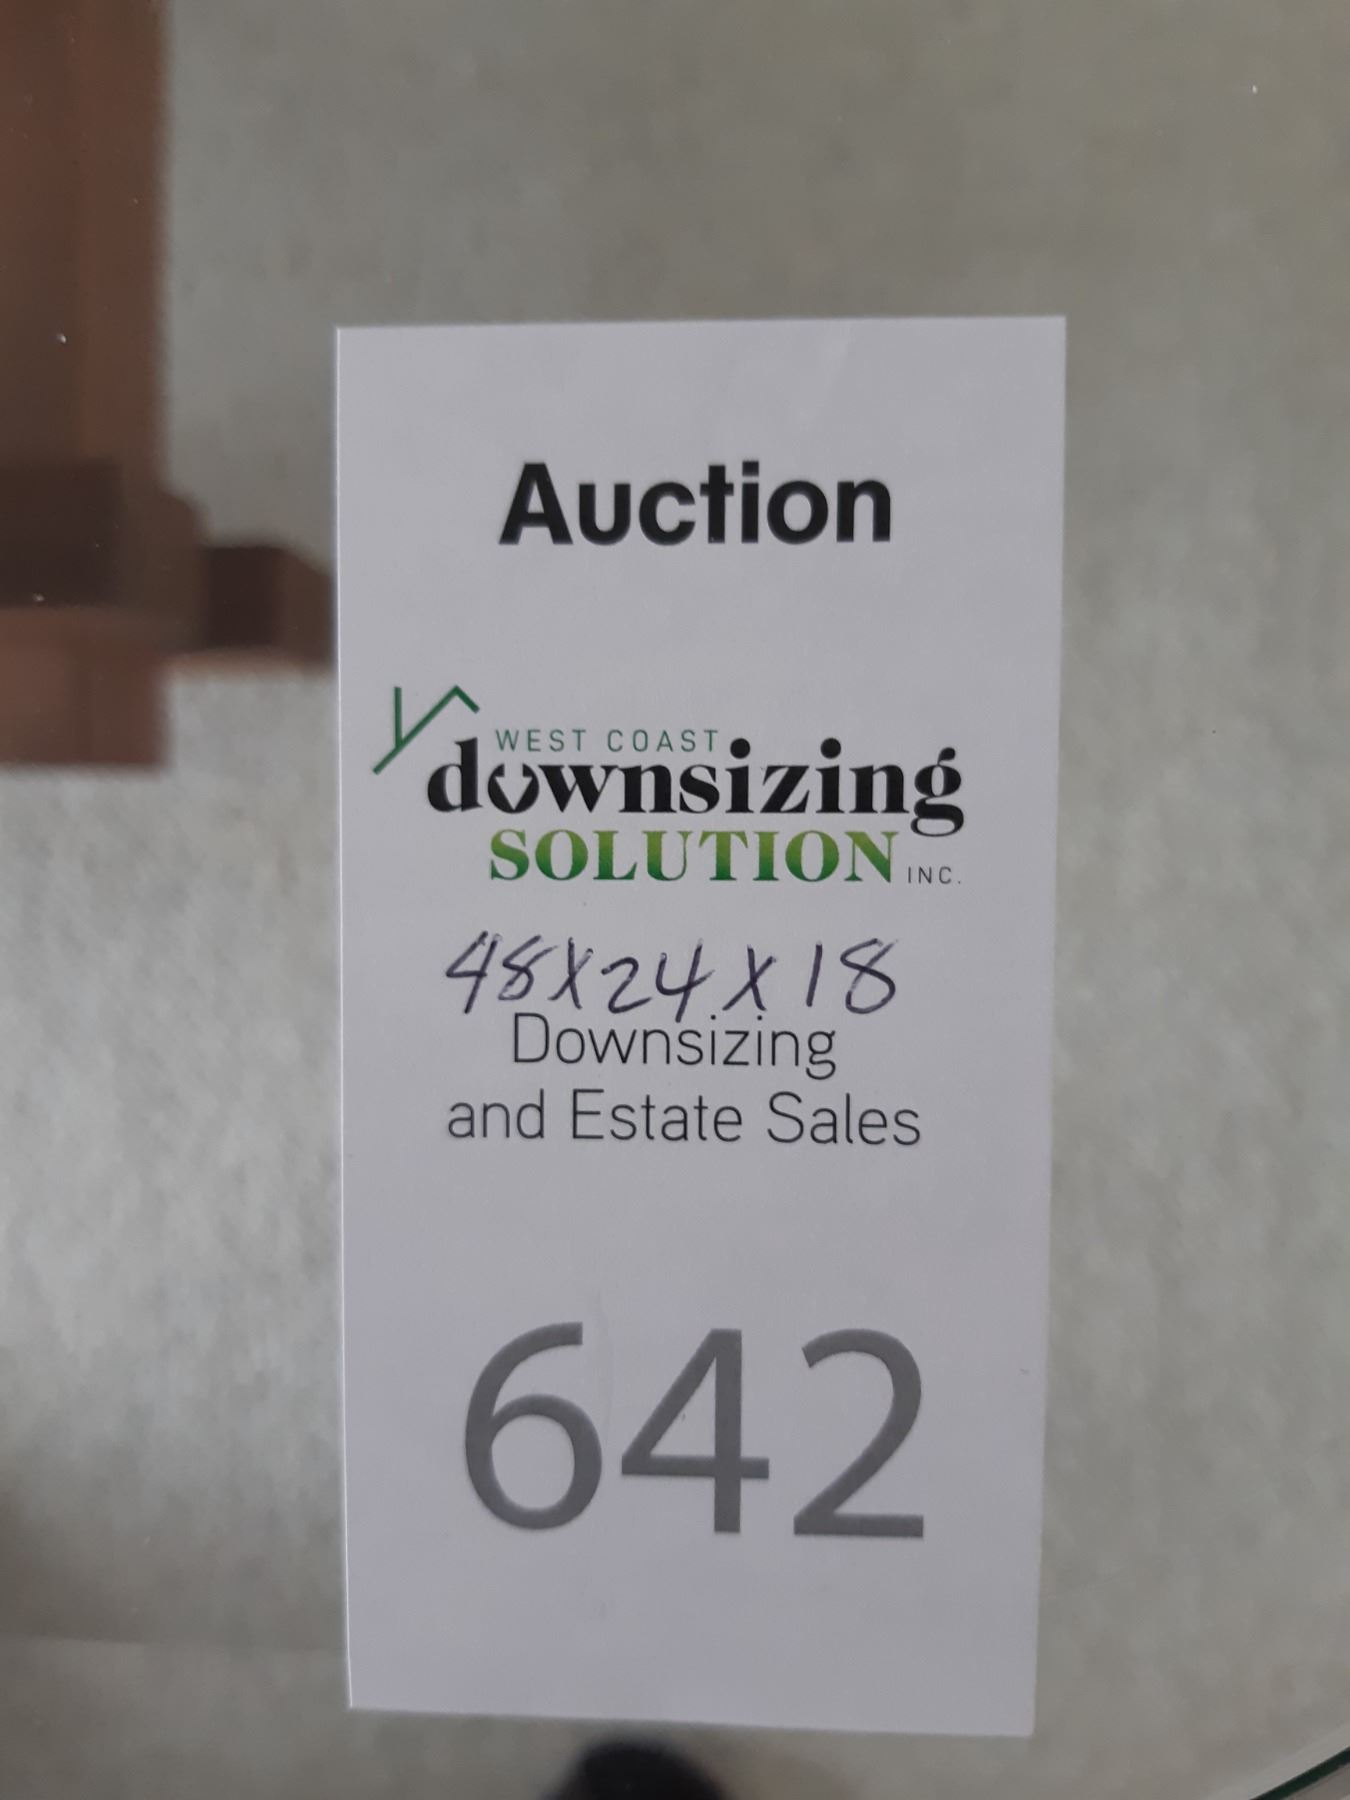 Auction
WEST COAST
downsizing
SOLUTION INC.
48X24X18
Downsizing
and Estate Sales
642